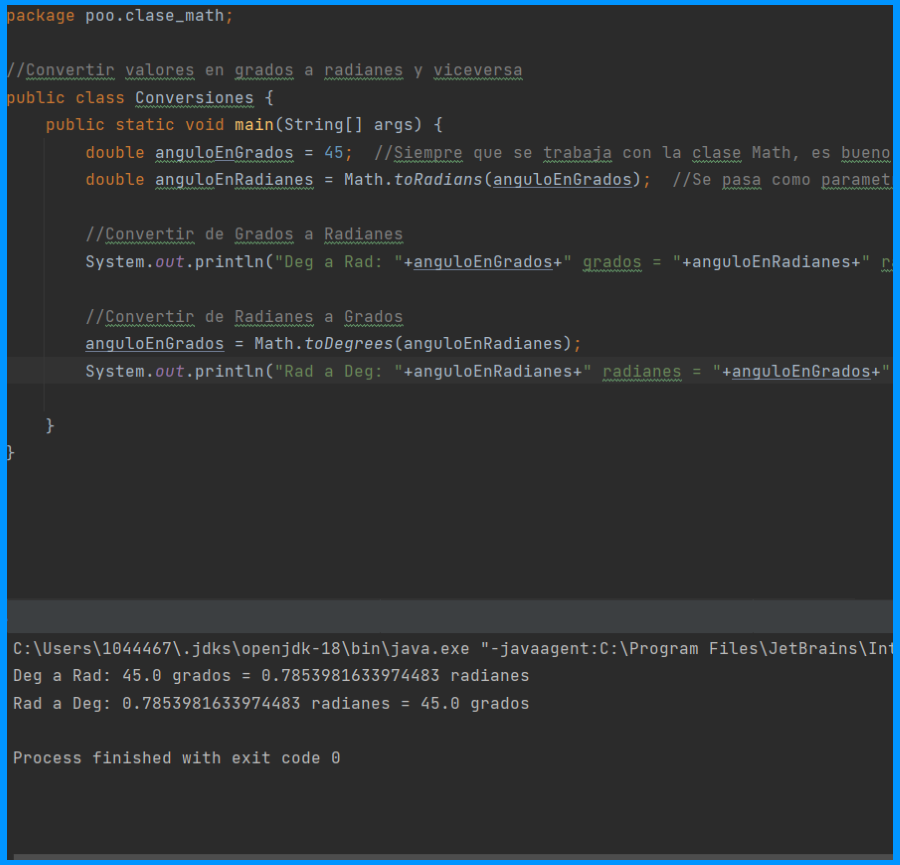 package poo.clase_math;
//Convertir valores en grados a radianes y viceversa
public class Conversiones {
public static void main(String[] args) {
double anguloEnGrados = 45;  //Siempre que se trabaja con la clase Math, es bueno
double anguloEnRadianes = Math.toRadians(anguloEnGrados);  //Se pasa como
//Convertir de Grados a Radianes
System.out.println("Deg a Rad: "+anguloEnGrados+" grados = "+anguloEnRadianes+"
//Convertir de Radianes a Grados
anguloEnGrados = Math.toDegrees(anguloEnRadianes);
System.out.println("Rad a Deg: "+anguloEnRadianes+" radianes = "+anguloEnGrados+"
}
}
C:\Users\1044467\.jdks\openjdk-18\bin\java.exe "-javaagent:C:\Program Files\JetBrains\
Deg a Rad: 45.0 grados = 0.7853981633974483 radianes
Rad a Deg: 0.7853981633974483 radianes = 45.0 grados
Process finished with exit code 0